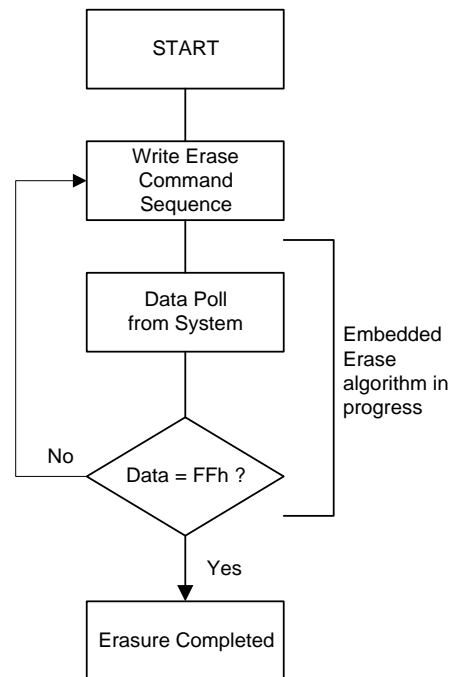 START
Write Erase
Command
Sequence
Data Poll
from System
Embedded
Erase
algorithm in
progress
No
Data = FFh ?
Yes
Erasure Completed